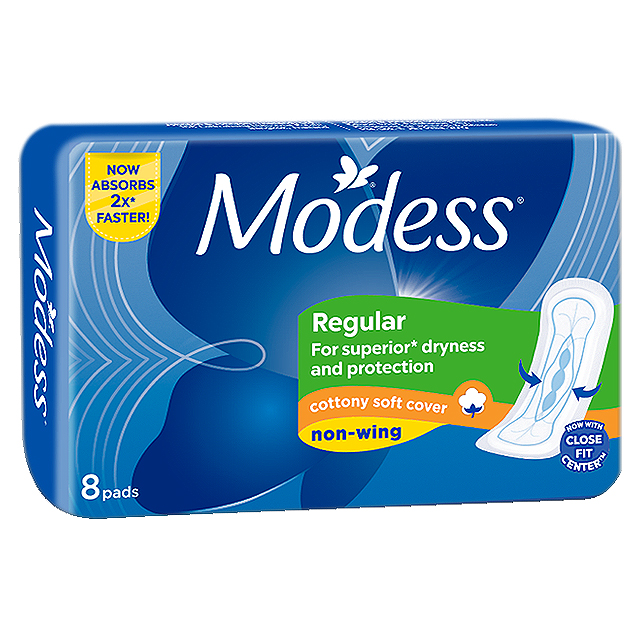 NOW
ABSORBS
2x*
FASTER!
Modess®
Modess
Regular
For superior* dryness
and protection
cottony soft cover
non-wing
NOW WITH
CLOSE
FIT
CENTER™
8 pads